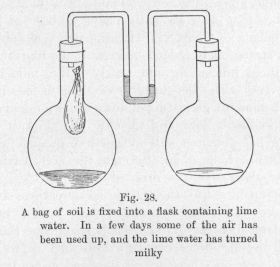 Fig. 28.
A bag of soil is fixed into a flask containing lime
water. In a few days some of the air has
been used up, and the lime water has turned
milky